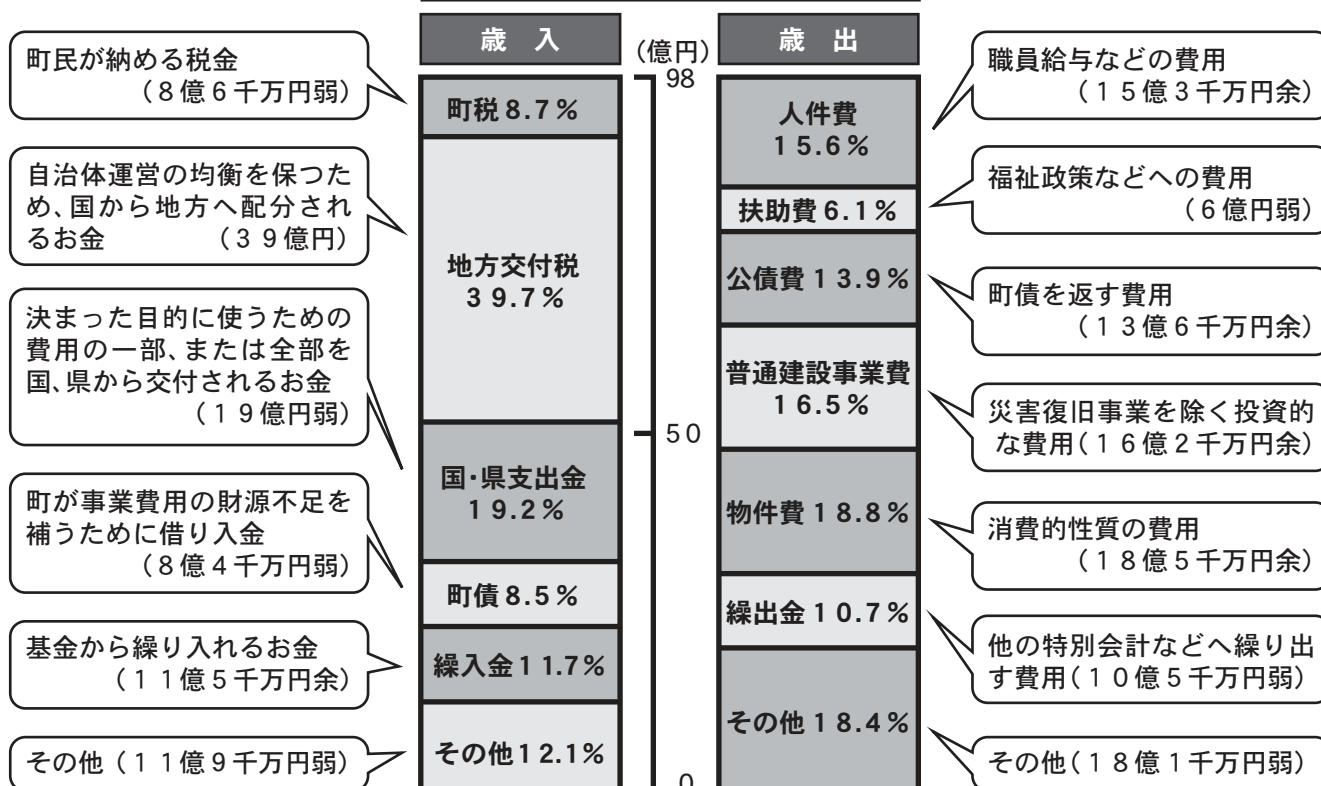 歳入
町民が納める税金
（８億６千万円弱）
自治体運営の均衡を保つた
め、国から地方へ配分され
るお金　（３９億円）
決まった目的に使うための
費用の一部、または全部を
国、県から交付されるお金
（１９億円弱）
町が事業費用の財源不足を
補うために借り入金
（８億４千万円弱）
基金から繰り入れるお金
（１１億５千万円余）
その他（１１億９千万円弱）
町税 8.7％
地方交付税
３９.７％
国・県支出金
１９.２％
町債 8.5％
繰入金１１.7％
その他１２.1％
（億円）
98
50
0
歳出
人件費
１５.６％
扶助費 6.1％
公債費１３.９％
普通建設事業費
１６.５％
物件費１８.８％
繰出金１０.７％
その他１８.４％
職員給与などの費用
（１５億３千万円余）
福祉政策などへの費用
（６億円弱）
町債を返す費用
（１３億６千万円余）
災害復旧事業を除く投資的
な費用（１６億２千万円余）
消費的性質の費用
（１８億５千万円余）
他の特別会計などへ繰り出
す費用（１０億５千万円弱）
その他（１８億１千万円弱）